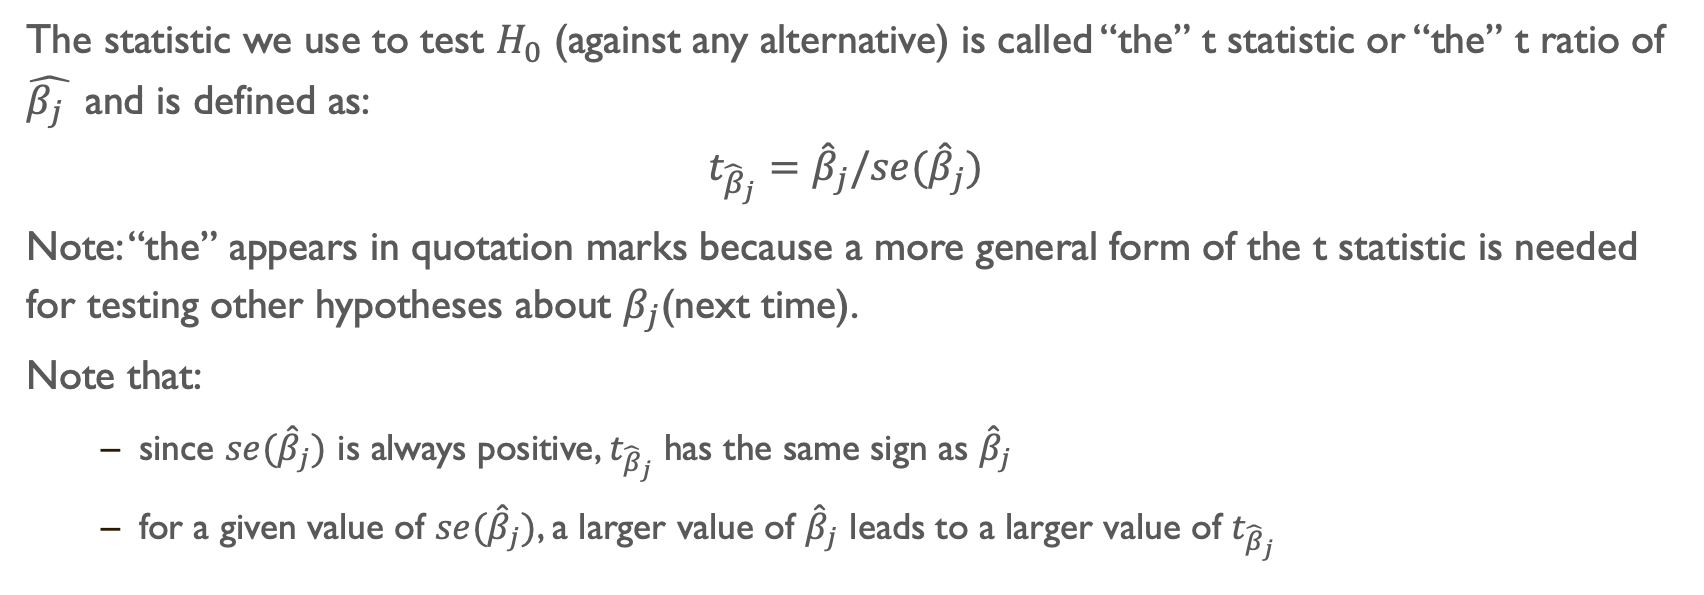 The statistic we use to test H₀ (against any alternative) is called “the” t statistic or “the” t ratio of
β̂ⱼ and is defined as:
t_β̂ⱼ = β̂ⱼ/se(β̂ⱼ)
Note: “the” appears in quotation marks because a more general form of the t statistic is needed
for testing other hypotheses about βⱼ(next time).
Note that:
– since se(β̂ⱼ) is always positive, t_β̂ⱼ has the same sign as β̂ⱼ
– for a given value of se(β̂ⱼ), a larger value of β̂ⱼ leads to a larger value of t_β̂ⱼ